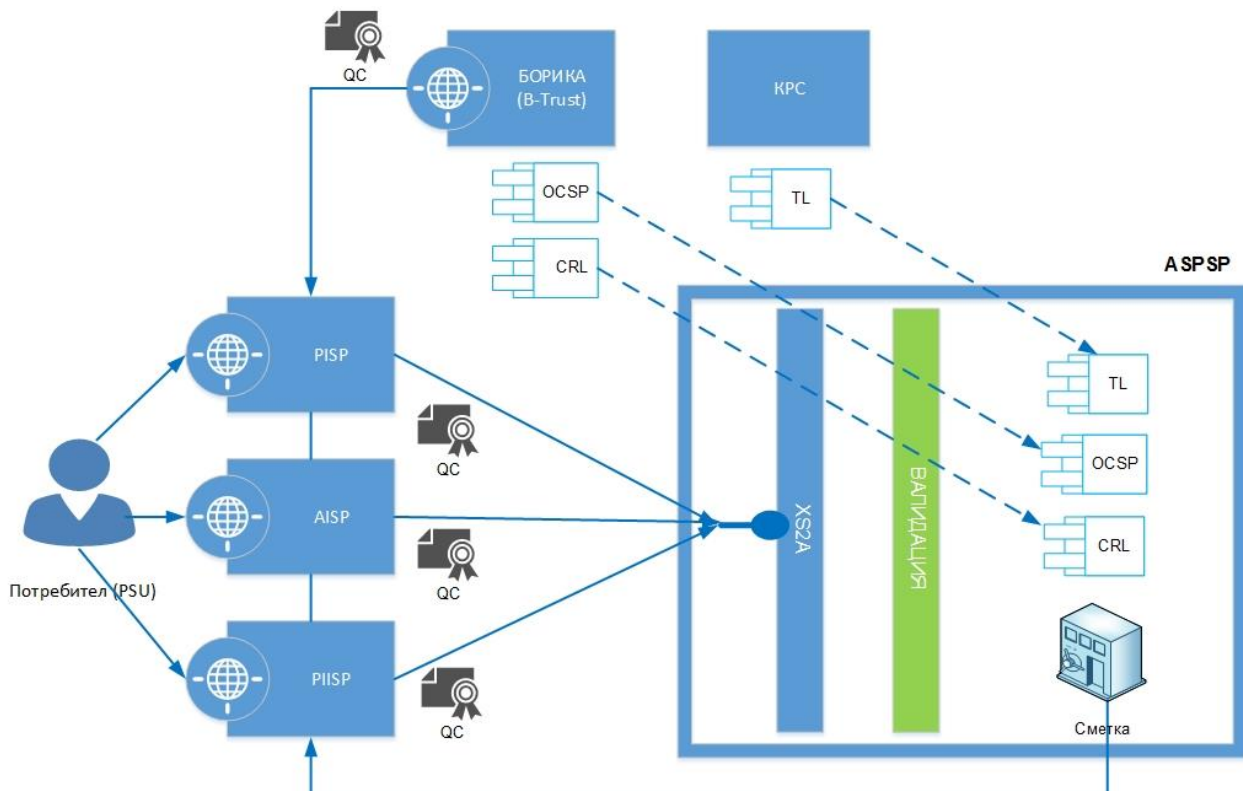 QC
БОРИКА
(B-Trust)
КРС
OCSP
TL
CRL
ASPSP
PISP
TL
QC
OCSP
AISP
XS2A
ВАЛИДАЦИЯ
QC
CRL
Потребител (PSU)
PIISP
QC
Сметка